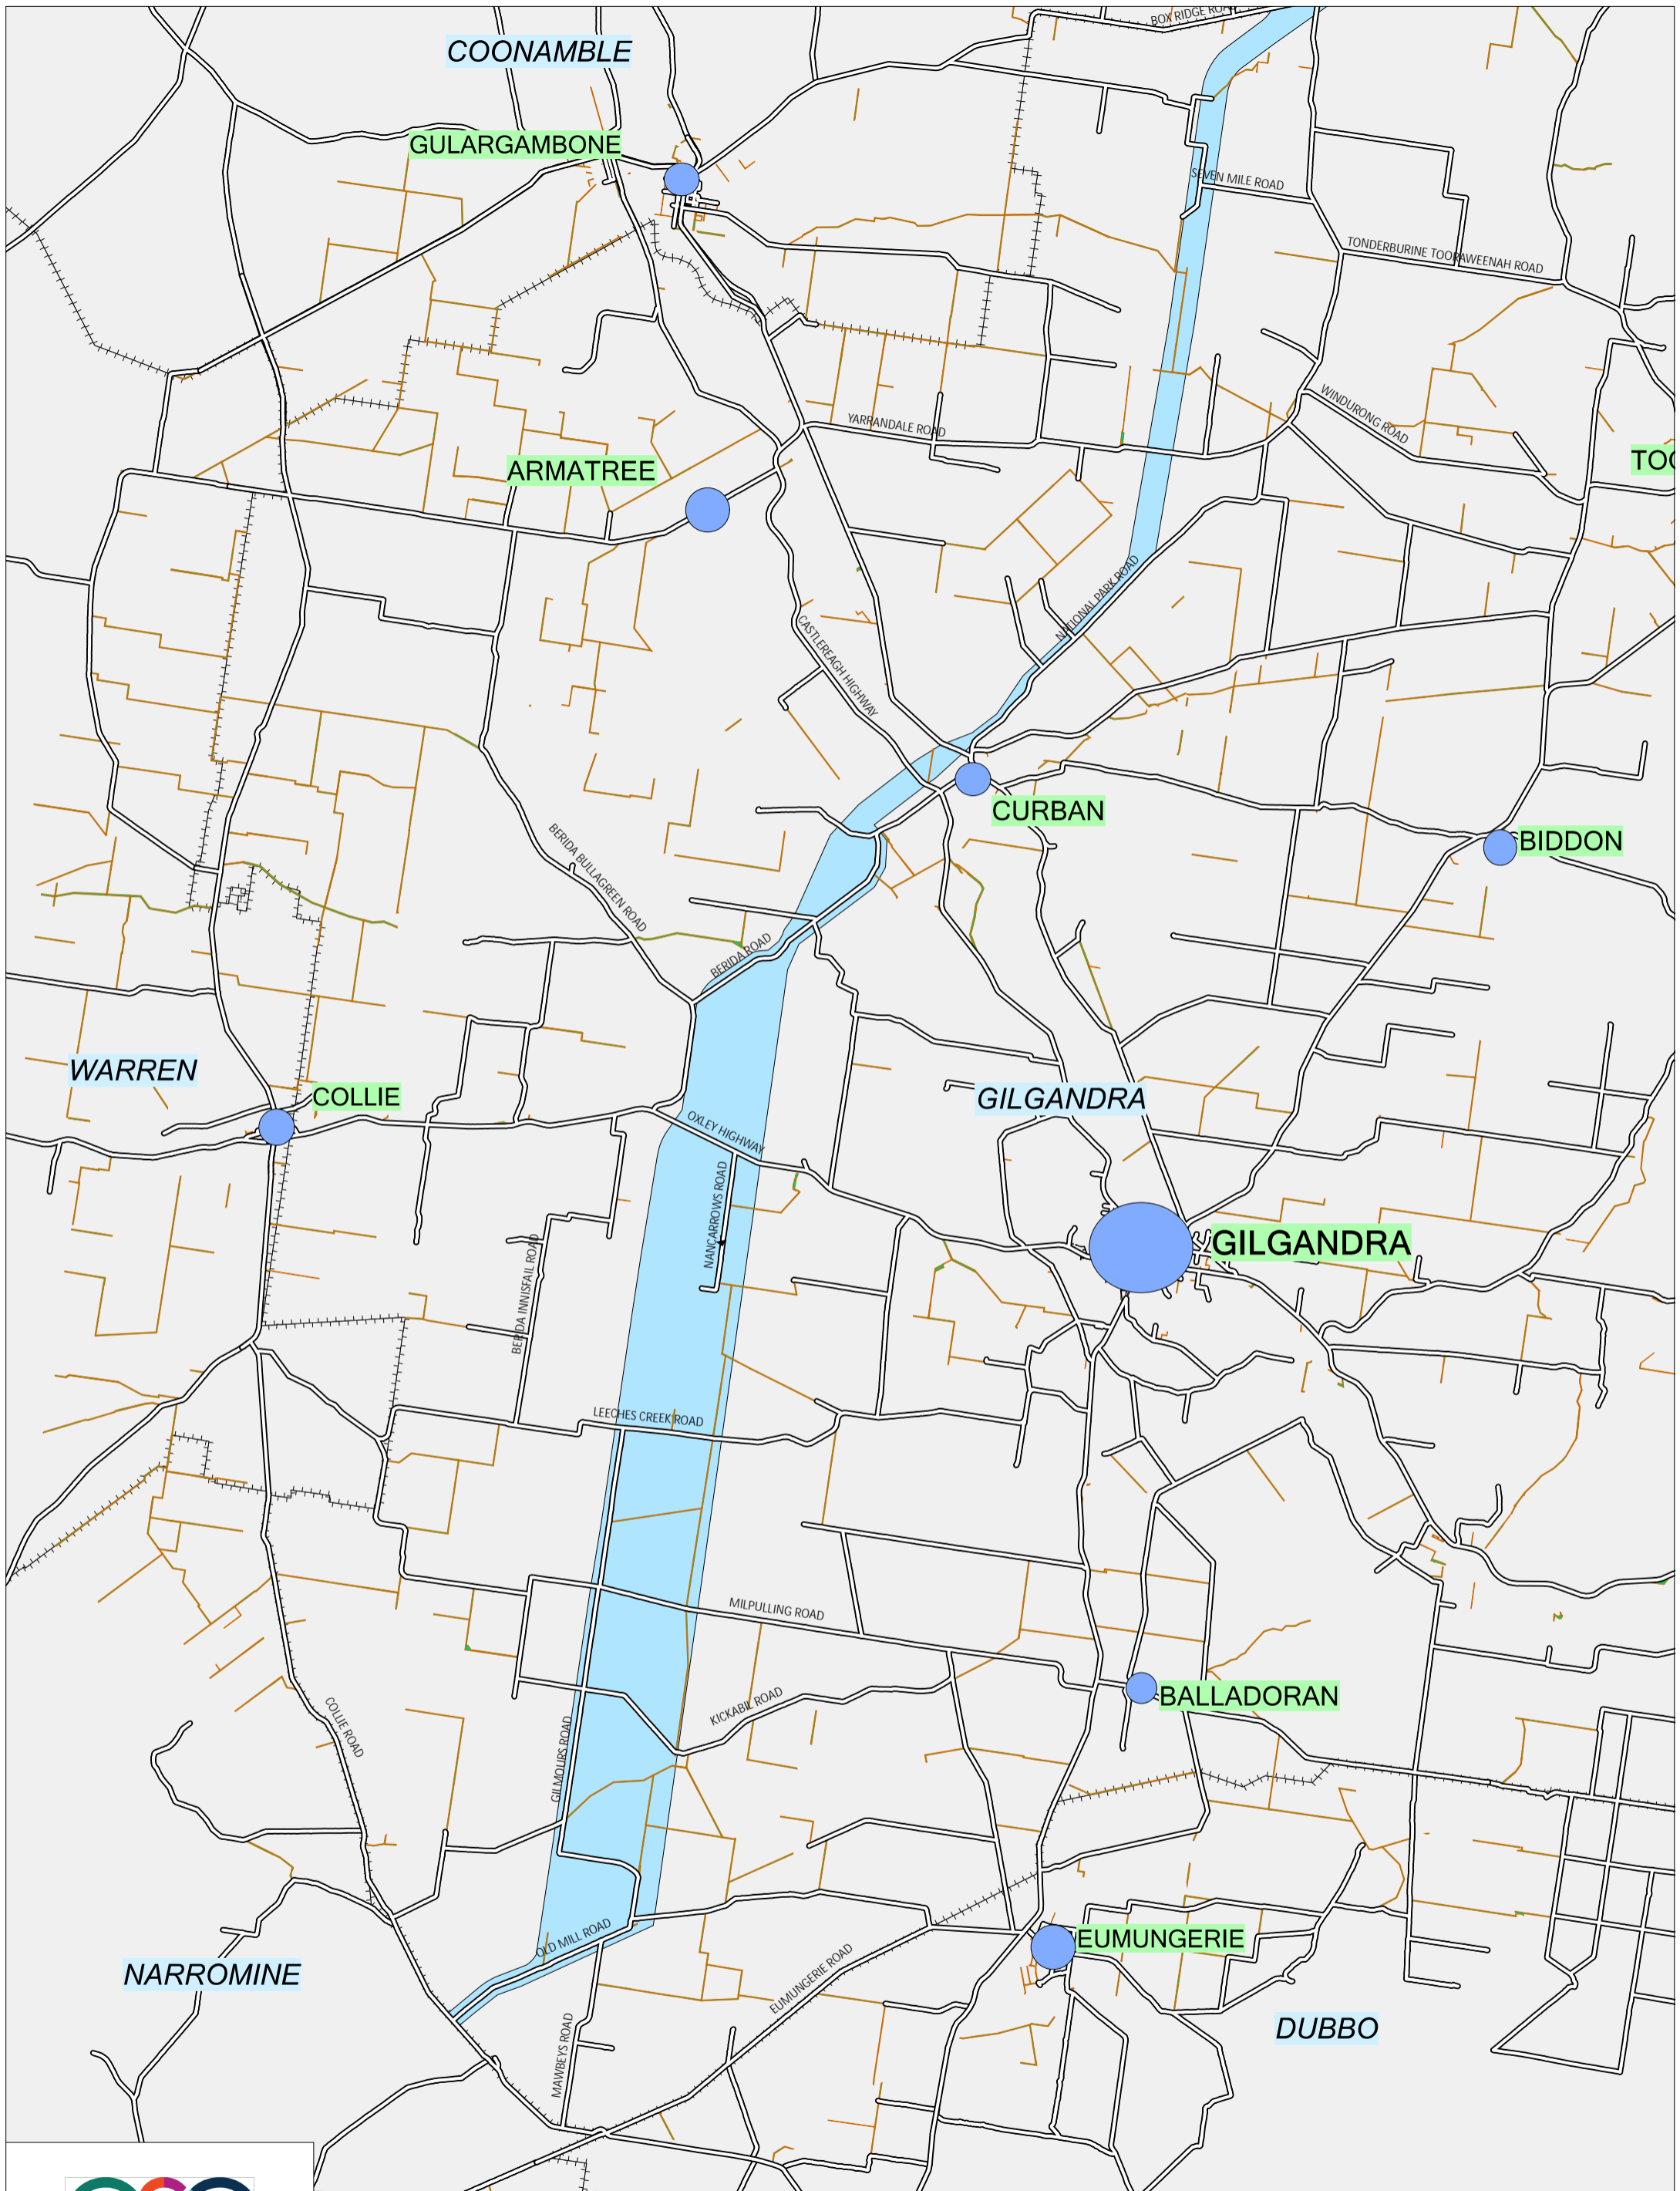 BOX RIDGE ROAD
COONAMBLE
GULARGAMBONE
SEVEN MILE ROAD
TONDERBURINE TOORAWEENAH ROAD
WINDURONG ROAD
YARRANDALE ROAD
TOO
ARMATREE
NATIONAL PARK ROAD
CASTLEREAGH HIGHWAY
CURBAN
BIDDON
BERIDA BULLAGREEN ROAD
BERIDA ROAD
WARREN
COLLIE
GILGANDRA
OXLEY HIGHWAY
NANCARROWS ROAD
GILGANDRA
BERIDA INNISFAIL ROAD
LEECHES CREEK ROAD
MILPULLING ROAD
BALLADORAN
KICKABIL ROAD
COLLIE ROAD
GILMOURS ROAD
OLD MILL ROAD
EUMUNGERIE
NARROMINE
EUMUNGERIE ROAD
DUBBO
MAWBEYS ROAD